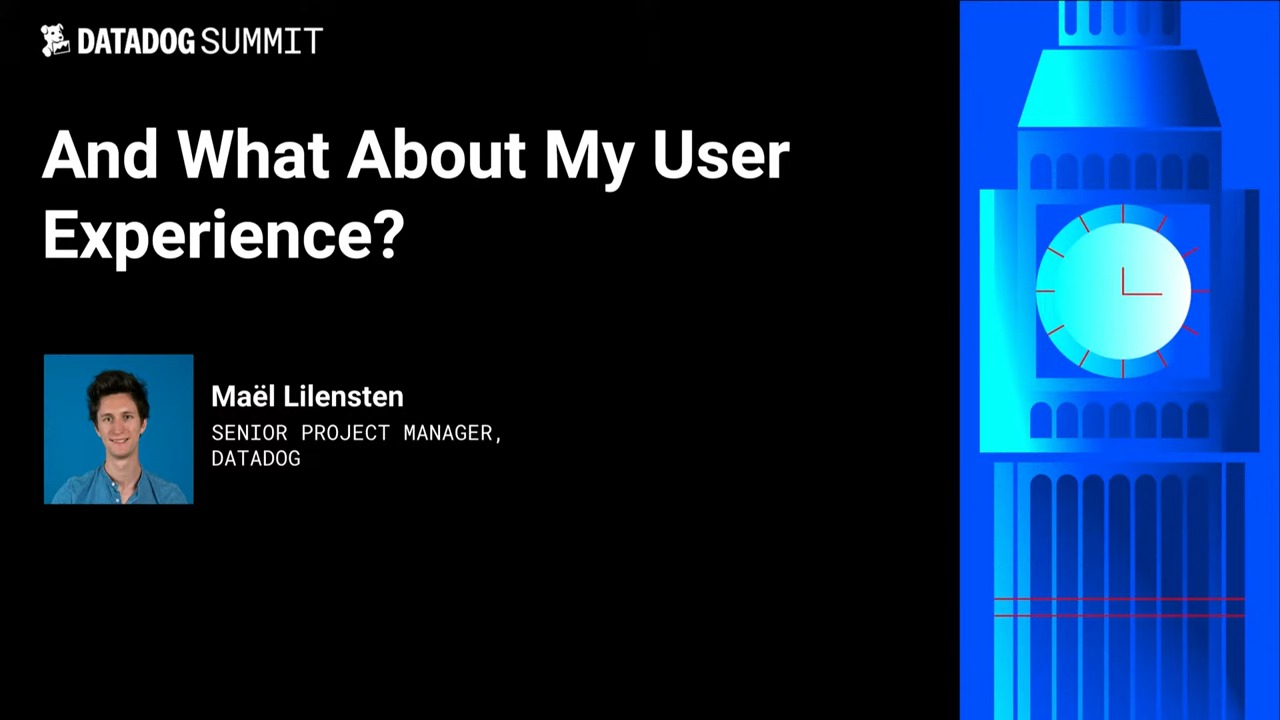 DATADOG SUMMIT
And What About My User
Experience?
Maël Lilensten
SENIOR PROJECT MANAGER,
DATADOG